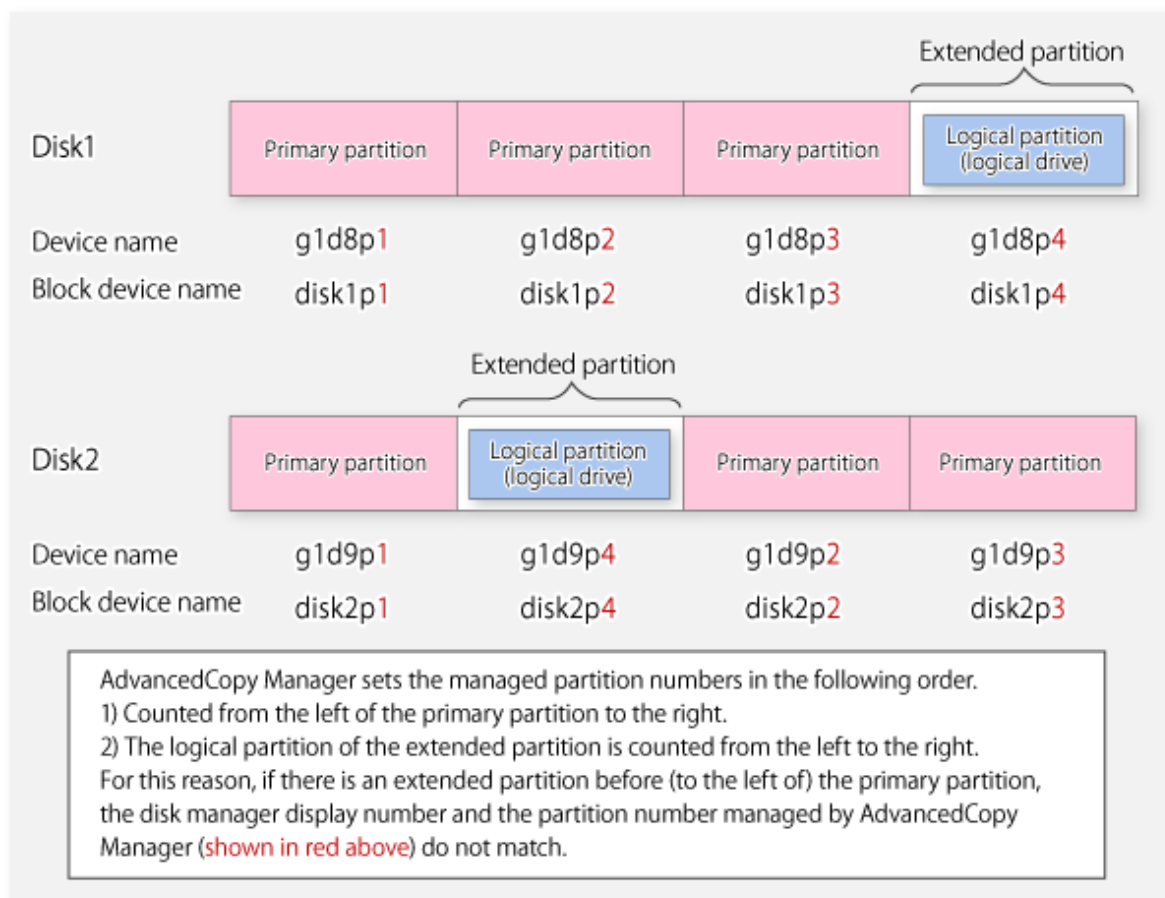 Extended partition
Disk1
Primary partition
Primary partition
Primary partition
Logical partition
(logical drive)
Device name
g1d8p1
g1d8p2
g1d8p3
g1d8p4
Block device name
disk1p1
disk1p2
disk1p3
disk1p4
Extended partition
Disk2
Primary partition
Logical partition
(logical drive)
Primary partition
Primary partition
Device name
g1d9p1
g1d9p4
g1d9p2
g1d9p3
Block device name
disk2p1
disk2p4
disk2p2
disk2p3
AdvancedCopy Manager sets the managed partition numbers in the following order.
1) Counted from the left of the primary partition to the right.
2) The logical partition of the extended partition is counted from the left to the right.
For this reason, if there is an extended partition before (to the left of) the primary partition,
the disk manager display number and the partition number managed by AdvancedCopy
Manager (shown in red above) do not match.